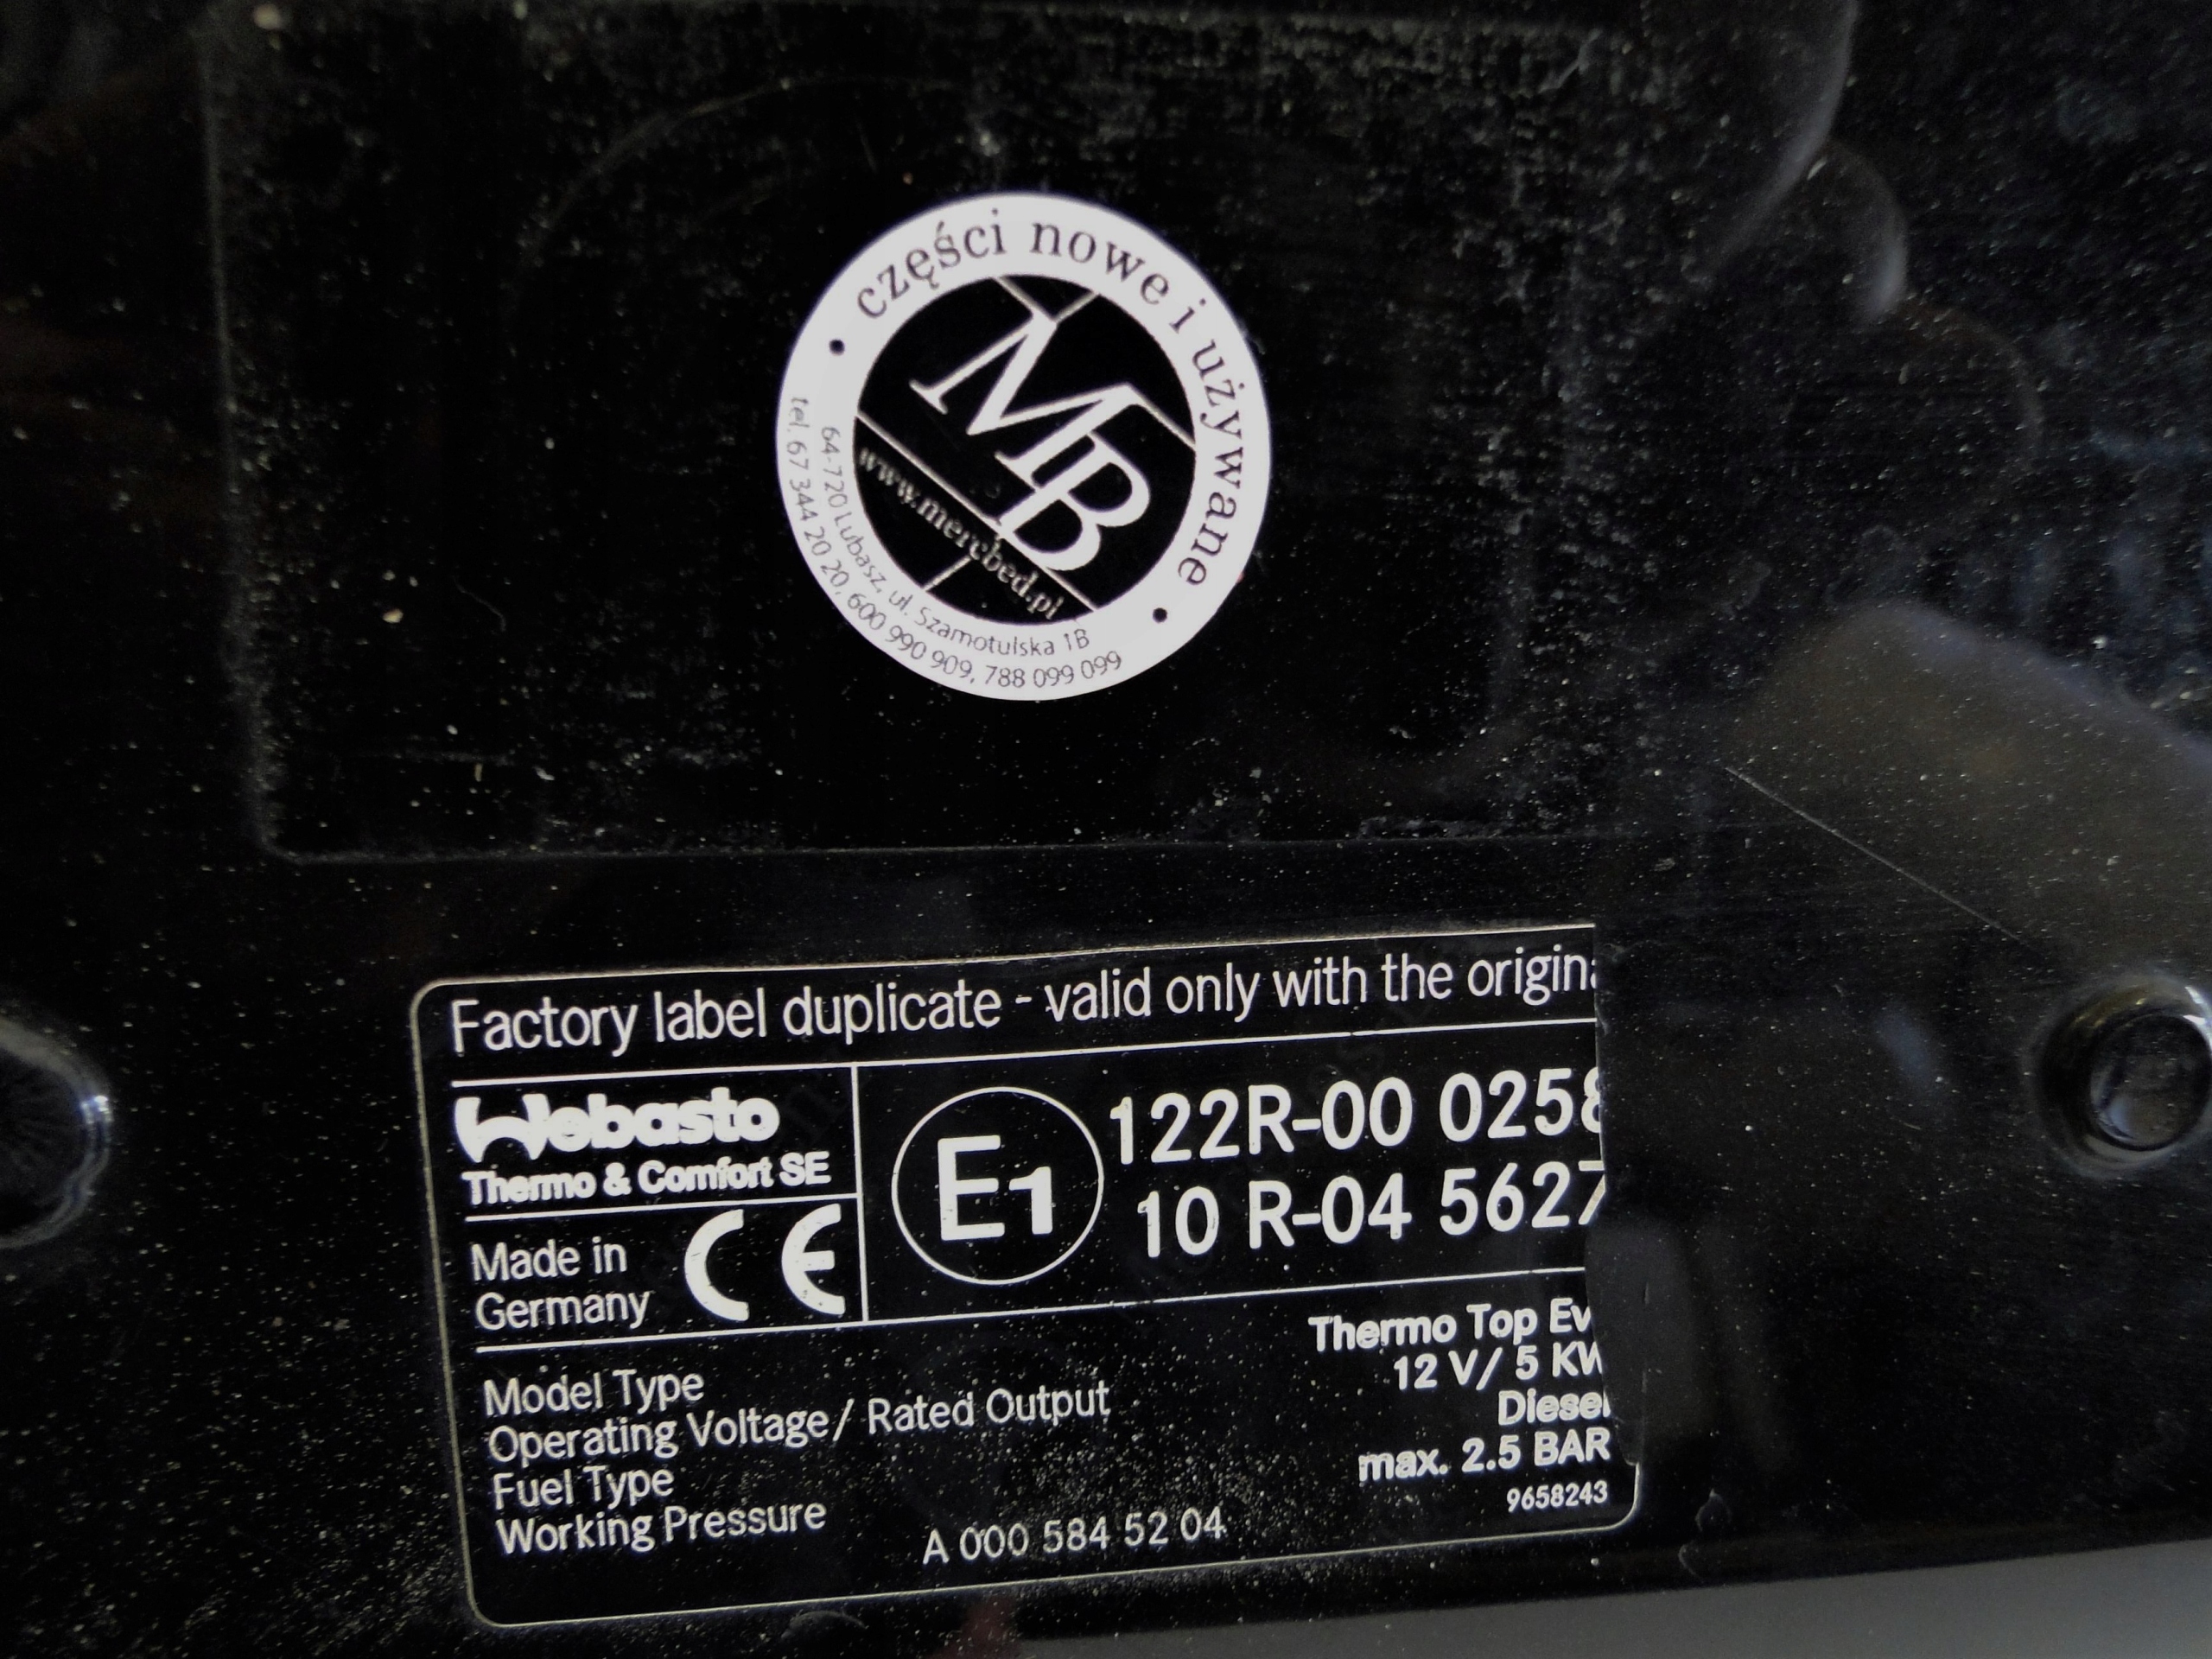 części nowe i używane
MB
www.mercbed.pl
64-720 Lubasz, ul. Szamotulska 1B
tel. 67 344 20 20, 600 990 909, 788 099 099
Factory label duplicate - valid only with the origina
Webasto
Thermo & Comfort SE
Made in
Germany
CE
E1
122R-00 0258
10 R-04 5627
Model Type Thermo Top Ev
Operating Voltage/ Rated Output 12 V/ 5 KW
Fuel Type Diesel
Working Pressure max. 2.5 BAR
A 000 584 52 04 9658243